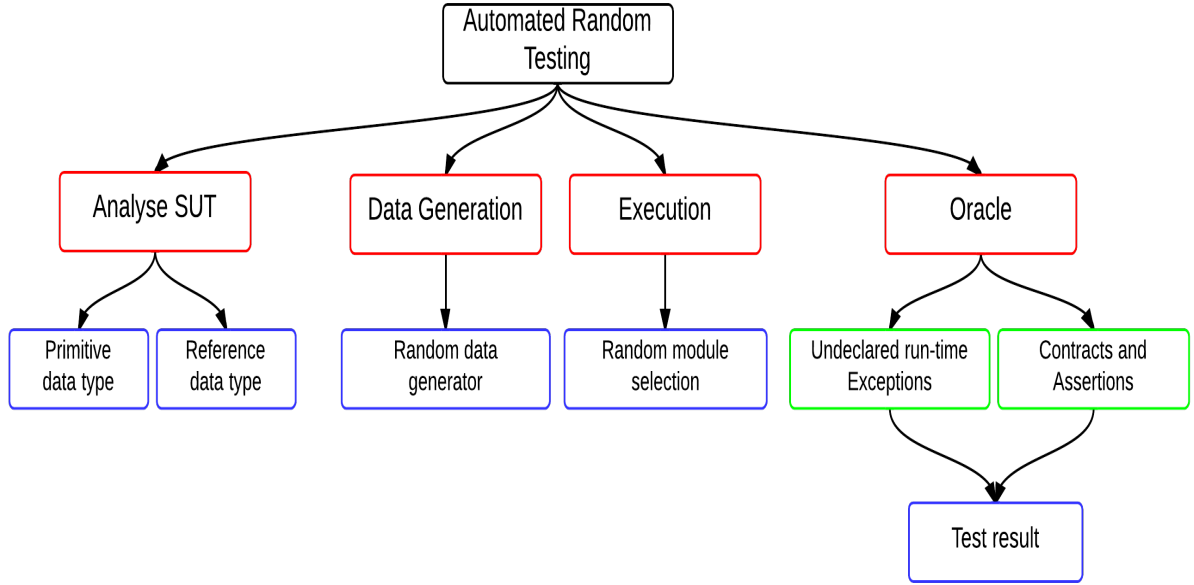 Automated Random
Testing
Analyse SUT
Data Generation
Execution
Oracle
Primitive
data type
Reference
data type
Random data
generator
Random module
selection
Undeclared run-time
Exceptions
Contracts and
Assertions
Test result